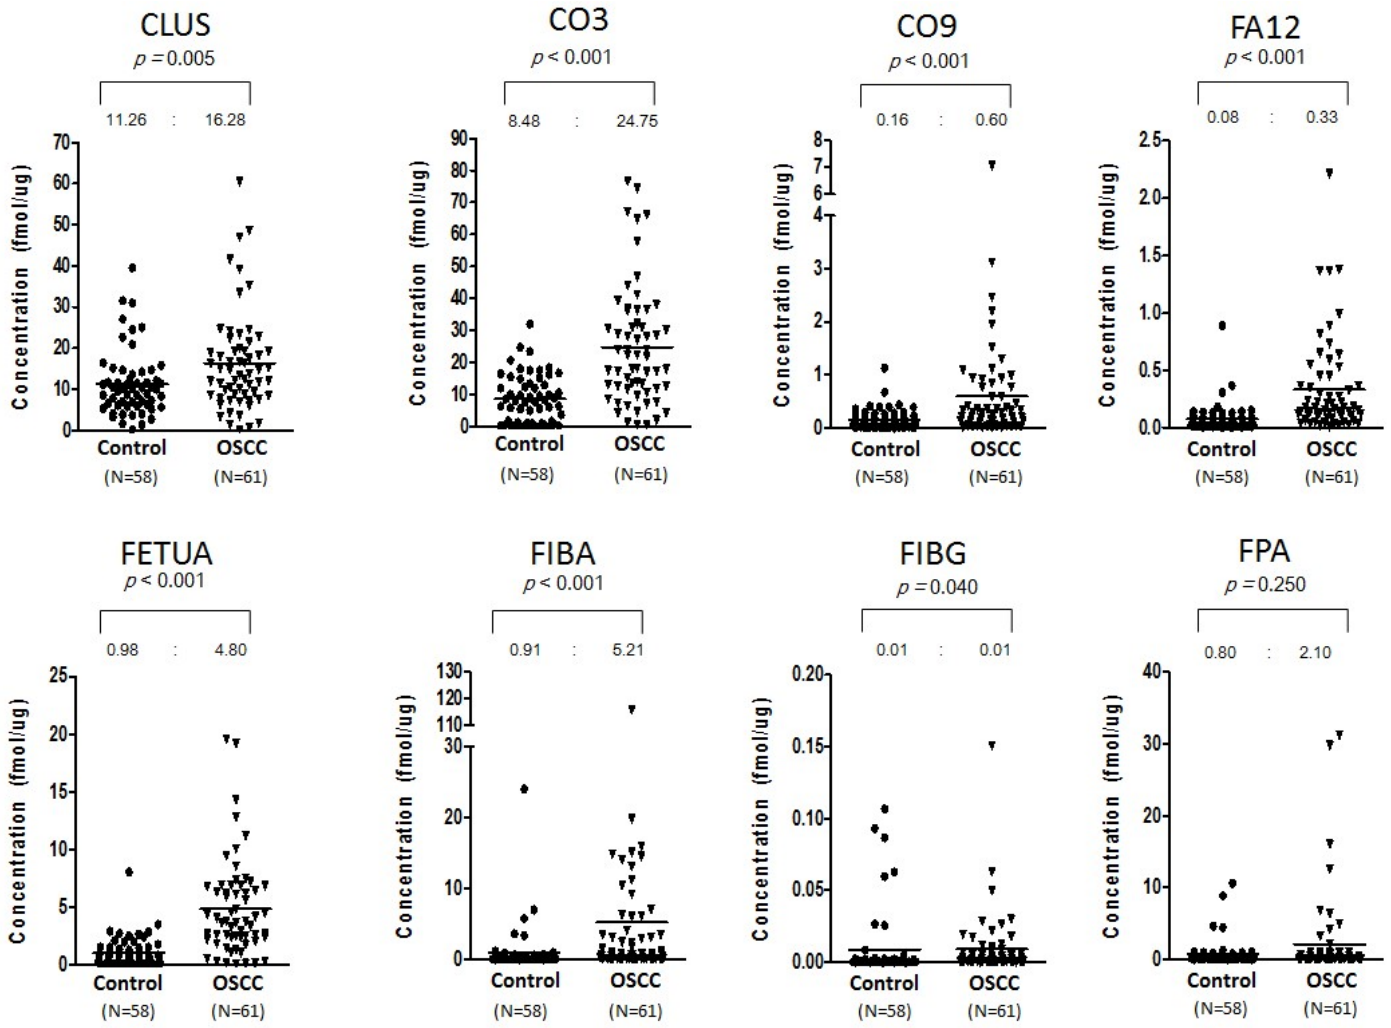 CLUS
p = 0.005
11.26 : 16.28
Concentration (fmol/ug)
70
60
50
40
30
20
10
0
Control OSCC
(N=58) (N=61)
CO3
p < 0.001
8.48 : 24.75
Concentration (fmol/ug)
90
80
70
60
50
40
30
20
10
0
Control OSCC
(N=58) (N=61)
CO9
p < 0.001
0.16 : 0.60
Concentration (fmol/ug)
8
7
6
4
3
2
1
0
Control OSCC
(N=58) (N=61)
FA12
p < 0.001
0.08 : 0.33
Concentration (fmol/ug)
2.5
2.0
1.5
1.0
0.5
0.0
Control OSCC
(N=58) (N=61)
FETUA
p < 0.001
0.98 : 4.80
Concentration (fmol/ug)
25
20
15
10
5
0
Control OSCC
(N=58) (N=61)
FIBA
p < 0.001
0.91 : 5.21
Concentration (fmol/ug)
130
120
110
30
20
10
0
Control OSCC
(N=58) (N=61)
FIBG
p = 0.040
0.01 : 0.01
Concentration (fmol/ug)
0.20
0.15
0.10
0.05
0.00
Control OSCC
(N=58) (N=61)
FPA
p = 0.250
0.80 : 2.10
Concentration (fmol/ug)
40
30
20
10
0
Control OSCC
(N=58) (N=61)